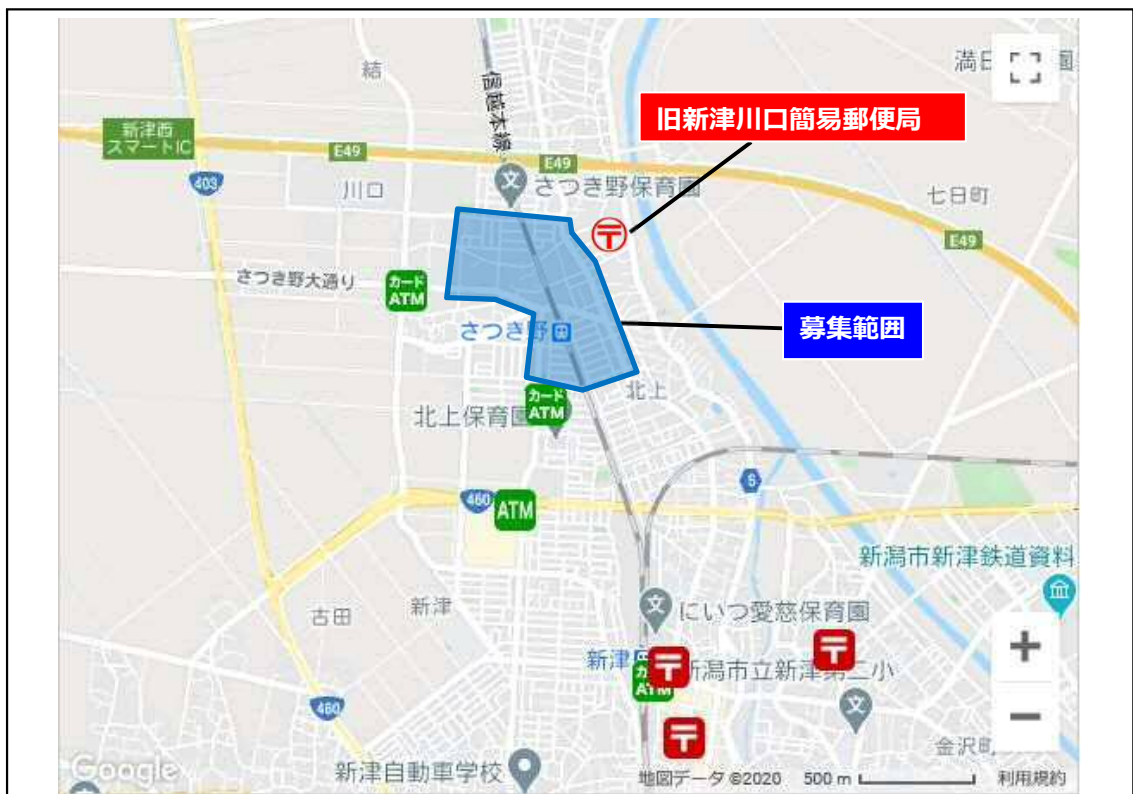 結
満日
園
旧新津川口簡易郵便局
信越本線
新津西
スマートIC
E49
E49
403
川口
さつき野保育園
七日町
E49
さつき野大通り
カード
ATM
募集範囲
さつき野
北上
カード
ATM
北上保育園
460
ATM
6
新潟市新津鉄道資料
古田
新津
にいつ愛慈保育園
新津
カ
ATM
新潟市立新津第二小
460
金沢町
新津自動車学校
Google
地図データ ©2020
500 m
利用規約